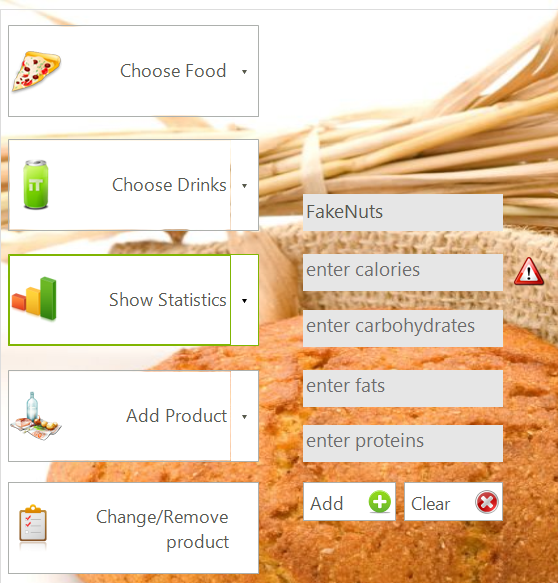 Choose Food
iT
Choose Drinks
FakeNuts
enter calories
Show Statistics
enter carbohydrates
enter fats
Add Product
enter proteins
Add
Clear
Change/Remove
product